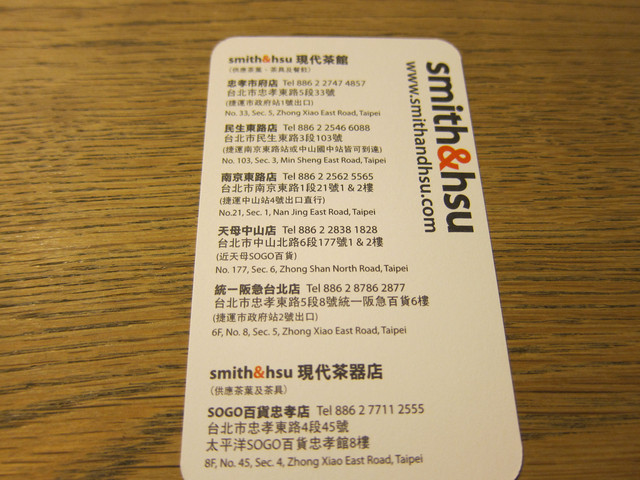 smith&hsu 現代茶館
(供應茶葉、茶具及餐飲)
忠孝市府店 Tel 886 2 2747 4857
台北市忠孝東路5段33號
(捷運市政府站1號出口)
No. 33, Sec. 5, Zhong Xiao East Road, Taipei
民生東路店 Tel 886 2 2546 6088
台北市民生東路3段103號
(捷運南京東路站或中山國中站皆可到達)
No. 103, Sec. 3, Min Sheng East Road, Taipei
南京東路店 Tel 886 2 2562 5565
台北市南京東路1段21號1 & 2樓
(捷運中山站4號出口直行)
No.21, Sec. 1, Nan Jing East Road, Taipei
天母中山店 Tel 886 2 2838 1828
台北市中山北路6段177號1 & 2樓
(近天母SOGO百貨)
No. 177, Sec. 6, Zhong Shan North Road, Taipei
統一阪急台北店 Tel 886 2 8786 2877
台北市忠孝東路5段8號統一阪急百貨6樓
(捷運市政府站2號出口)
6F, No. 8, Sec. 5, Zhong Xiao East Road, Taipei
smith&hsu 現代茶器店
(供應茶葉及茶具)
SOGO百貨忠孝店 Tel 886 2 7711 2555
台北市忠孝東路4段45號
太平洋SOGO百貨忠孝館8樓
8F, No. 45, Sec. 4, Zhong Xiao East Road, Taipei
smith&hsu
www.smithandhsu.com